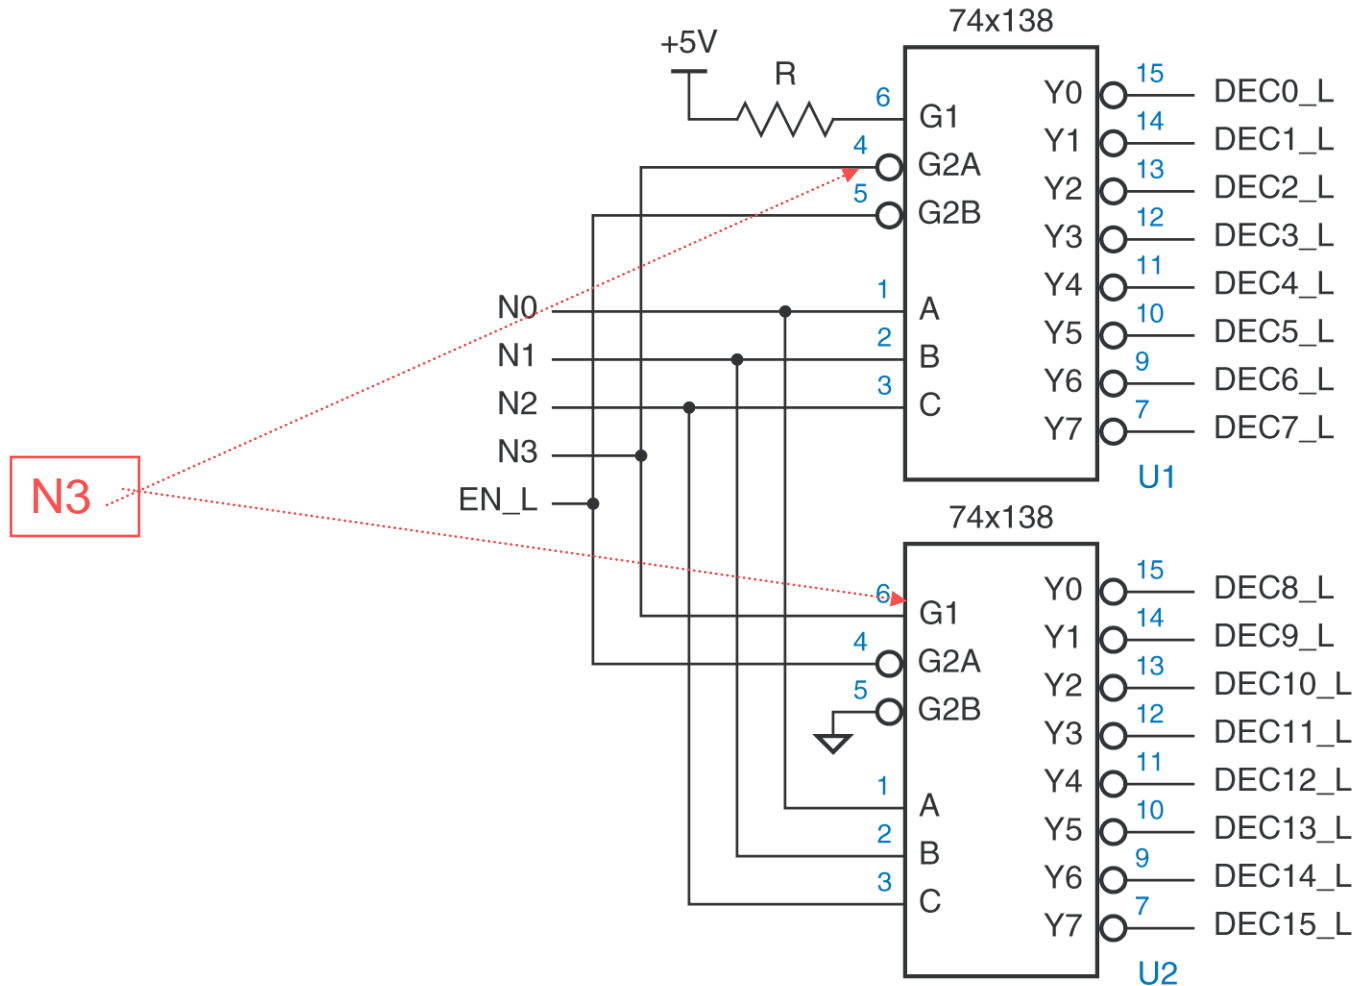 74x138
+5V
R
6
G1
4
G2A
5
G2B
N0
1
A
N1
2
B
N2
3
C
N3
EN_L
Y0
15
DEC0_L
Y1
14
DEC1_L
Y2
13
DEC2_L
Y3
12
DEC3_L
Y4
11
DEC4_L
Y5
10
DEC5_L
Y6
9
DEC6_L
Y7
7
DEC7_L
U1
N3
74x138
6
G1
4
G2A
5
G2B
1
A
2
B
3
C
Y0
15
DEC8_L
Y1
14
DEC9_L
Y2
13
DEC10_L
Y3
12
DEC11_L
Y4
11
DEC12_L
Y5
10
DEC13_L
Y6
9
DEC14_L
Y7
7
DEC15_L
U2